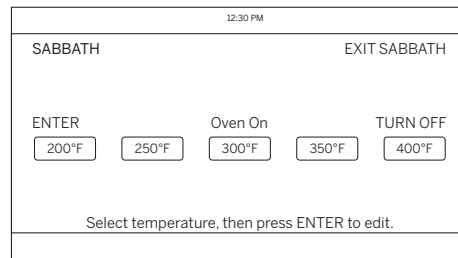 12:30 PM
SABBATH EXIT SABBATH
ENTER Oven On TURN OFF
200°F 250°F 300°F 350°F 400°F
Select temperature, then press ENTER to edit.